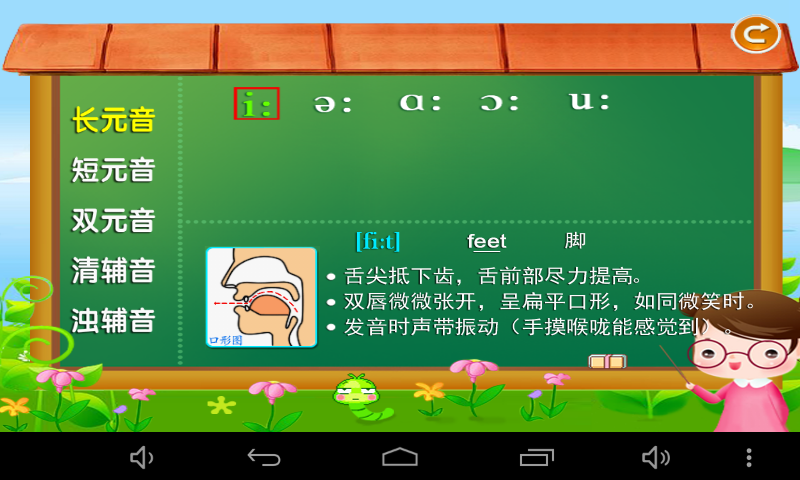 长元音
短元音
双元音
清辅音
浊辅音
i: ə: ɑ: ɔ: u:
[fi:t] feet 脚
口形图
• 舌尖抵下齿，舌前部尽力提高。
• 双唇微微张开，呈扁平口形，如同微笑时。
• 发音时声带振动（手摸喉咙能感觉到）。